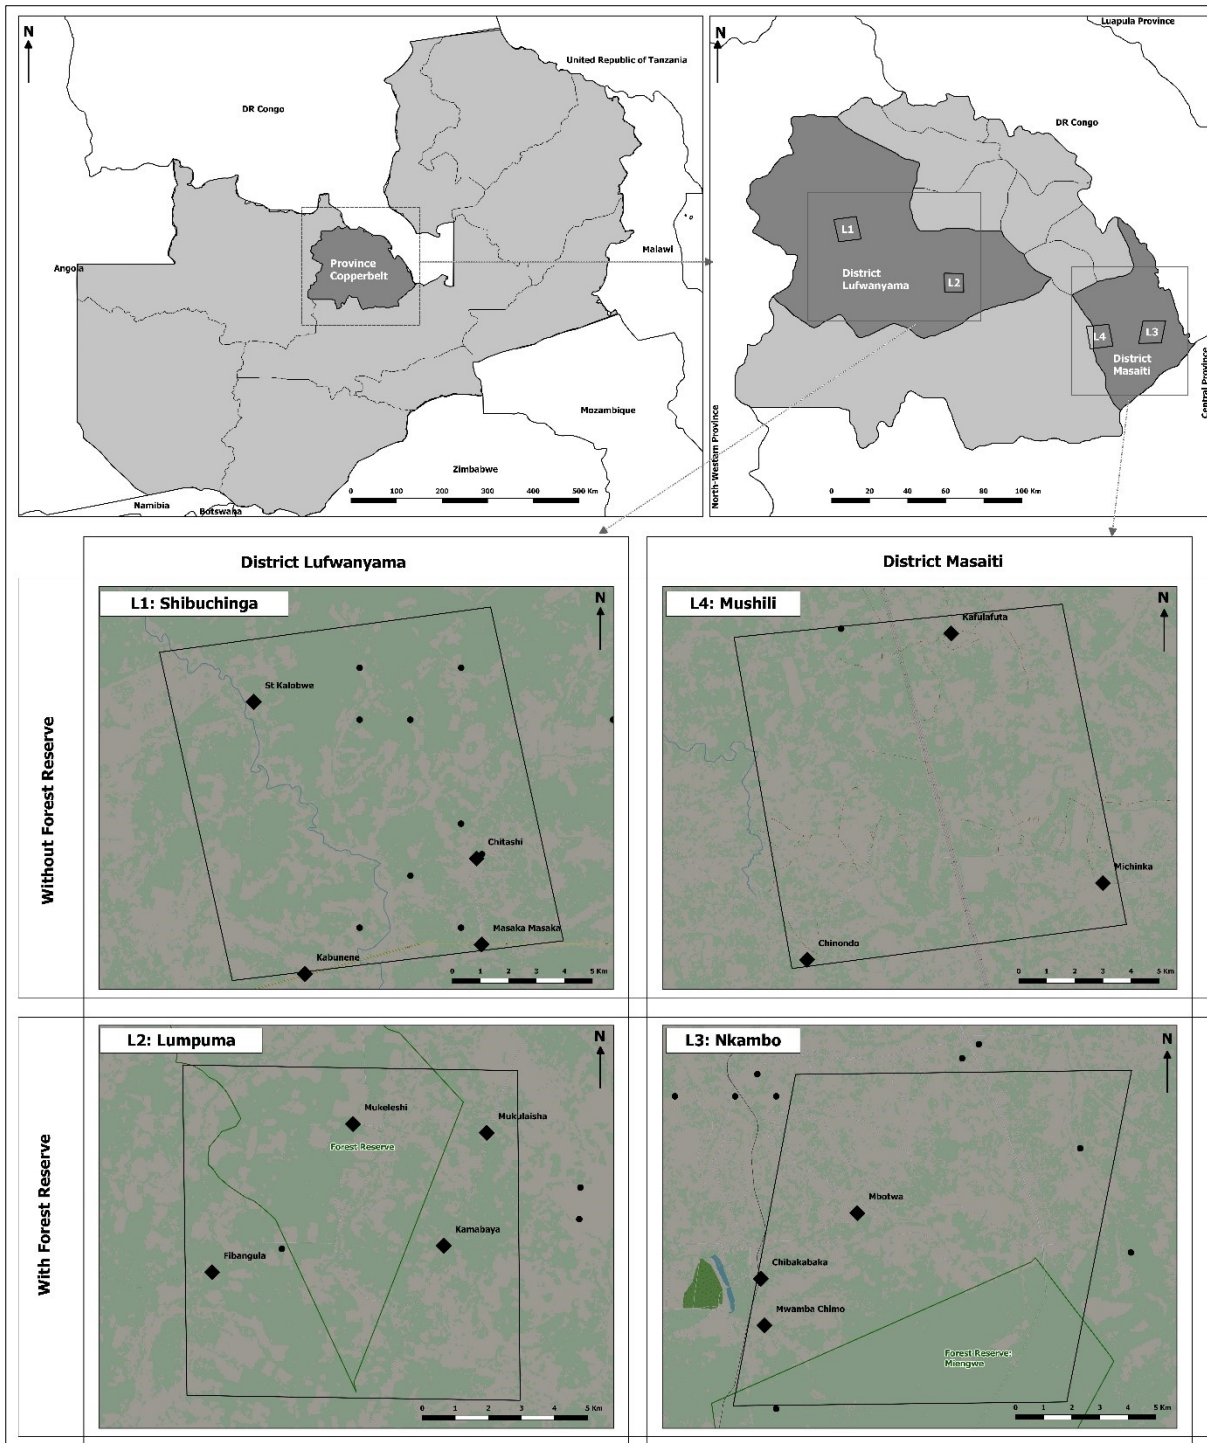 N
United Republic of Tanzania
DR Congo
Angola
Province
Copperbelt
Malawi
Mozambique
Zimbabwe
Namibia
Botswana
0 100 200 300 400 500 Km
N
Luapula Province
DR Congo
L1
District
Lufwanyama
L2
L4
L3
District
Masaiti
North-Western Province
Central Province
0 20 40 60 80 100 Km
District Lufwanyama
District Masaiti
Without Forest Reserve
L1: Shibuchinga
N
St Kalobwe
Chitashi
Masaka Masaka
Kabunene
0 1 2 3 4 5 Km
L4: Mushili
N
Kafulafuta
Michinka
Chinondo
0 1 2 3 4 5 Km
With Forest Reserve
L2: Lumpuma
N
Mukeleshi
Mukulaisha
Forest Reserve
Kamabaya
Fibangula
0 1 2 3 4 5 Km
L3: Nkambo
N
Mbotwa
Chibakabaka
Mwamba Chimo
Forest Reserve:
Miengwe
0 1 2 3 4 5 Km